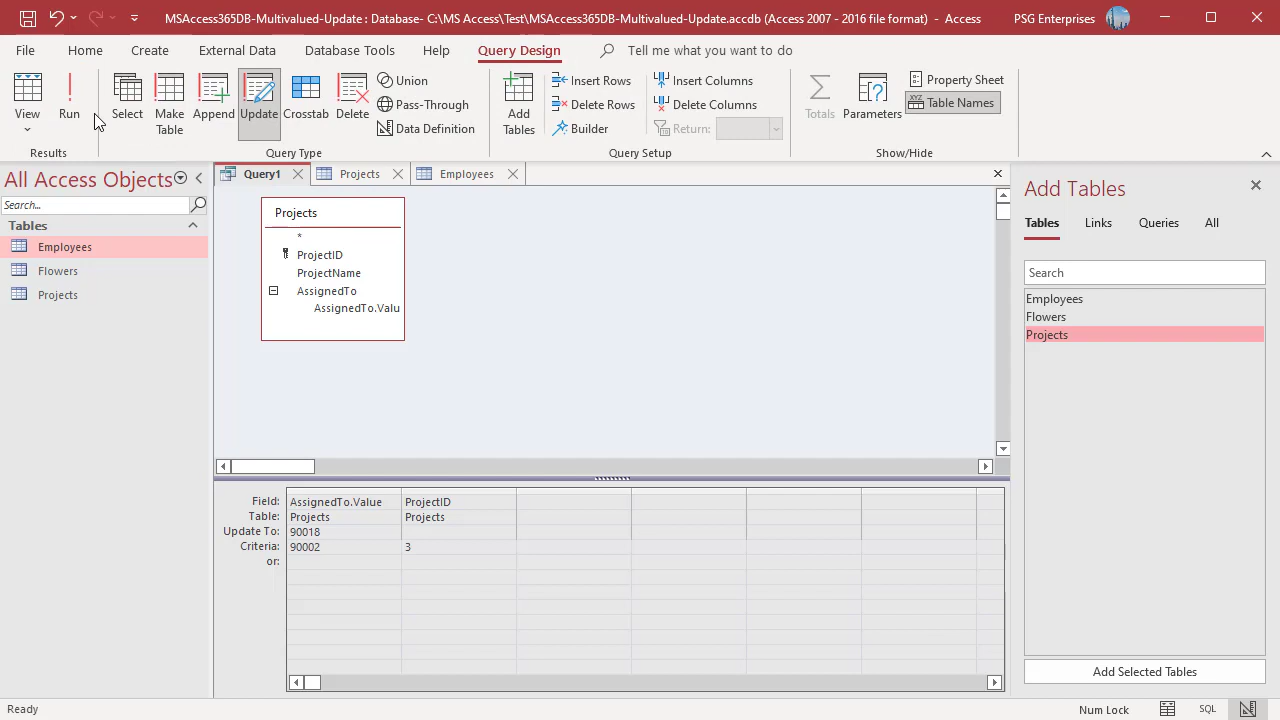 MSAccess365DB-Multivalued-Update : Database- C:\MS Access\Test\MSAccess365DB-Multivalued-Update.accdb (Access 2007 - 2016 file format) - Access
PSG Enterprises
File
Home
Create
External Data
Database Tools
Help
Query Design
Tell me what you want to do
View
Run
Select
Make
Table
Append
Update
Crosstab
Delete
Union
Pass-Through
Data Definition
Add
Tables
Insert Rows
Delete Rows
Builder
Insert Columns
Delete Columns
Return:
Totals
Parameters
Property Sheet
Table Names
Results
Query Type
Query Setup
Show/Hide
All Access Objects
Search...
Tables
Employees
Flowers
Projects
Query1
Projects
Employees
Projects
*
ProjectID
ProjectName
AssignedTo
AssignedTo.Valu
Field: AssignedTo.Value ProjectID
Table: Projects Projects
Update To: 90018
Criteria: 90002 3
or:
Add Tables
Tables
Links
Queries
All
Search
Employees
Flowers
Projects
Add Selected Tables
Ready
Num Lock
SQL